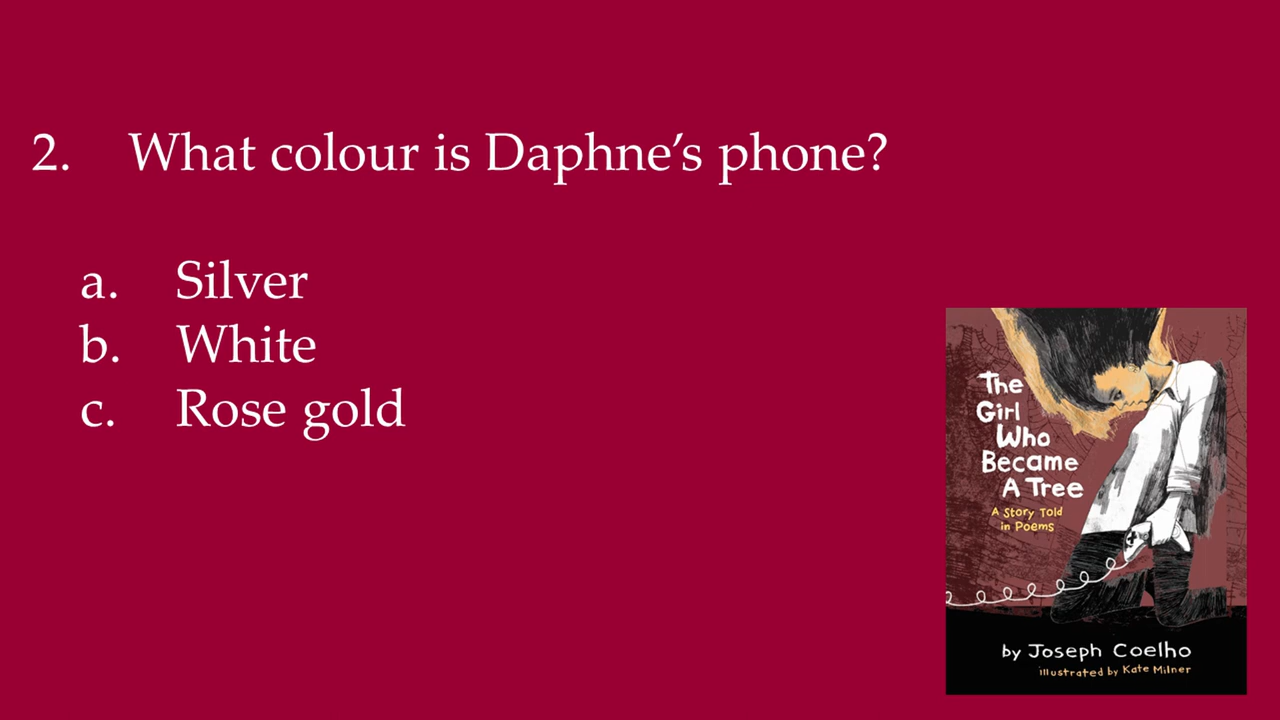 2. What colour is Daphne’s phone?
a. Silver
b. White
c. Rose gold
The
Girl
Who
Became
A Tree
A Story Told
in Poems
by Joseph Coelho
illustrated by Kate Milner